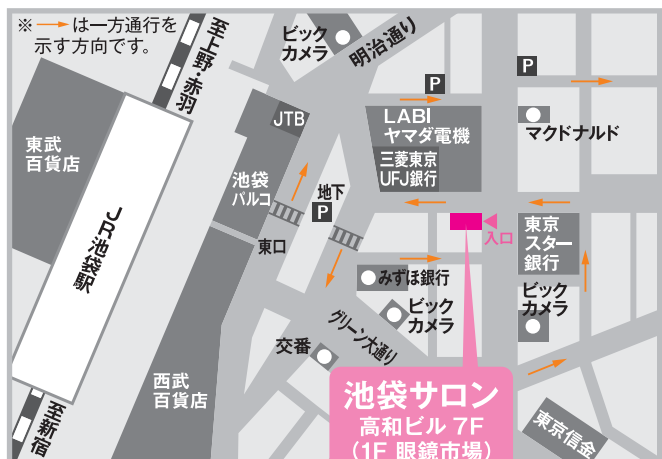 ※→は一方通行を
示す方向です。
至上野・赤羽
ビック
カメラ
明治通り
P
P
東武
百貨店
JTB
LABI
ヤマダ電機
マクドナルド
三菱東京
UFJ銀行
池袋
パルコ
地下
P
JR池袋駅
東口
入口
東京
スター
銀行
みずほ銀行
ビック
カメラ
ビック
カメラ
グリーン大通り
交番
西武
百貨店
至新宿
池袋サロン
高和ビル 7F
(1F 眼鏡市場)
東京信金